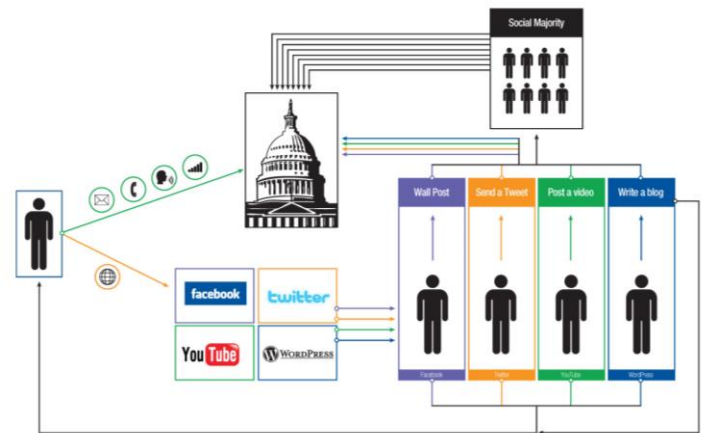 Social Majority
Wall Post
Send a Tweet
Post a video
Write a blog
facebook
twitter
YouTube
WORDPRESS
Facebook
Twitter
YouTube
WordPress